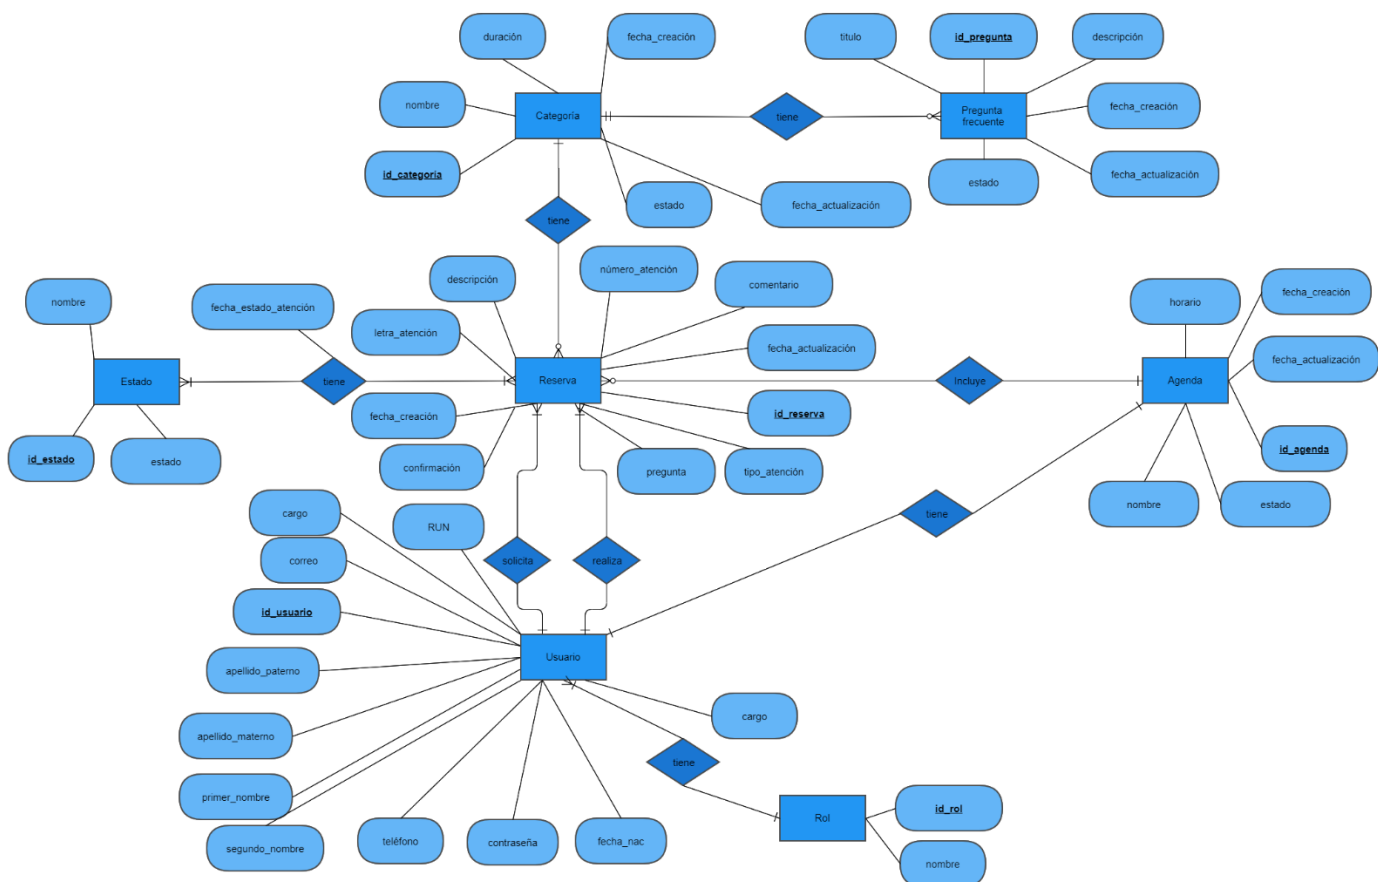 duración
fecha_creación
titulo
id_pregunta
descripción
nombre
Categoría
tiene
Pregunta
frecuente
fecha_creación
id_categoria
estado
fecha_actualización
estado
fecha_actualización
tiene
descripción
número_atención
comentario
nombre
fecha_estado_atención
letra_atención
fecha_actualización
horario
fecha_creación
fecha_actualización
Estado
tiene
Reserva
Incluye
Agenda
fecha_creación
id_reserva
id_estado
estado
confirmación
pregunta
tipo_atención
id_agenda
nombre
estado
cargo
RUN
tiene
correo
solicita
realiza
id_usuario
Usuario
apellido_paterno
cargo
apellido_materno
tiene
primer_nombre
id_rol
Rol
segundo_nombre
teléfono
contraseña
fecha_nac
nombre